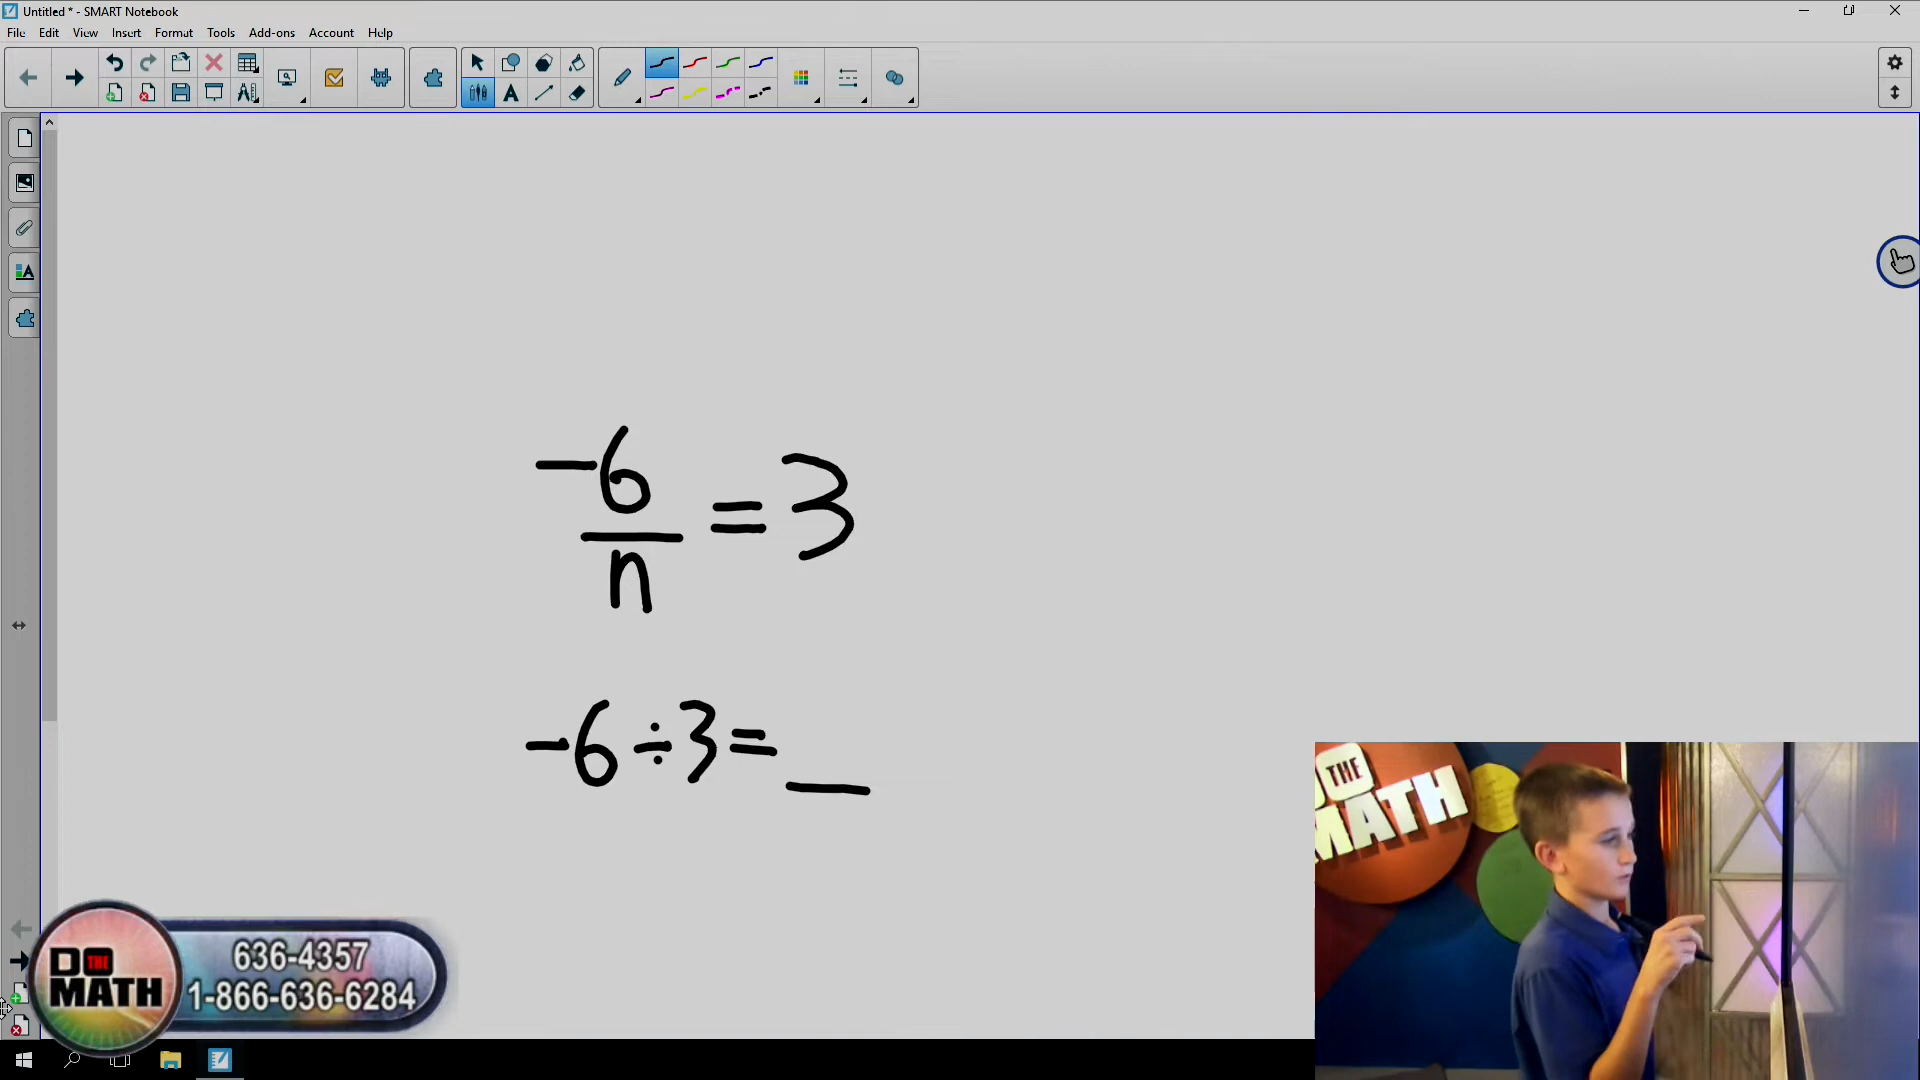 Untitled * - SMART Notebook
File Edit View Insert Format Tools Add-ons Account Help
-6
n
= 3
-6 ÷ 3 = __
DO THE MATH
636-4357
1-866-636-6284
THE
MATH